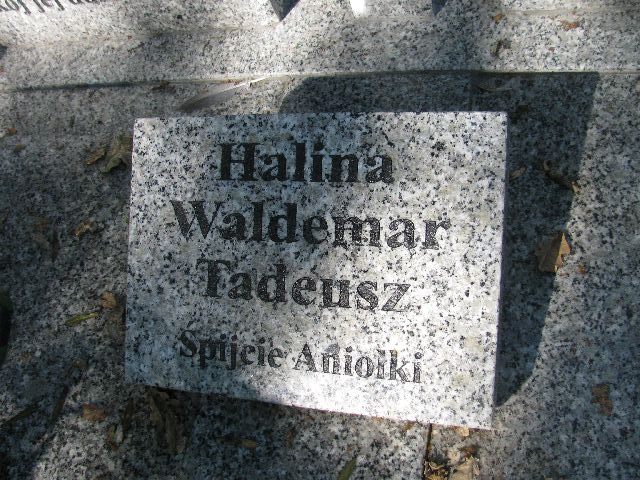 Halina
Waldemar
Tadeusz
Śpijcie Aniołki